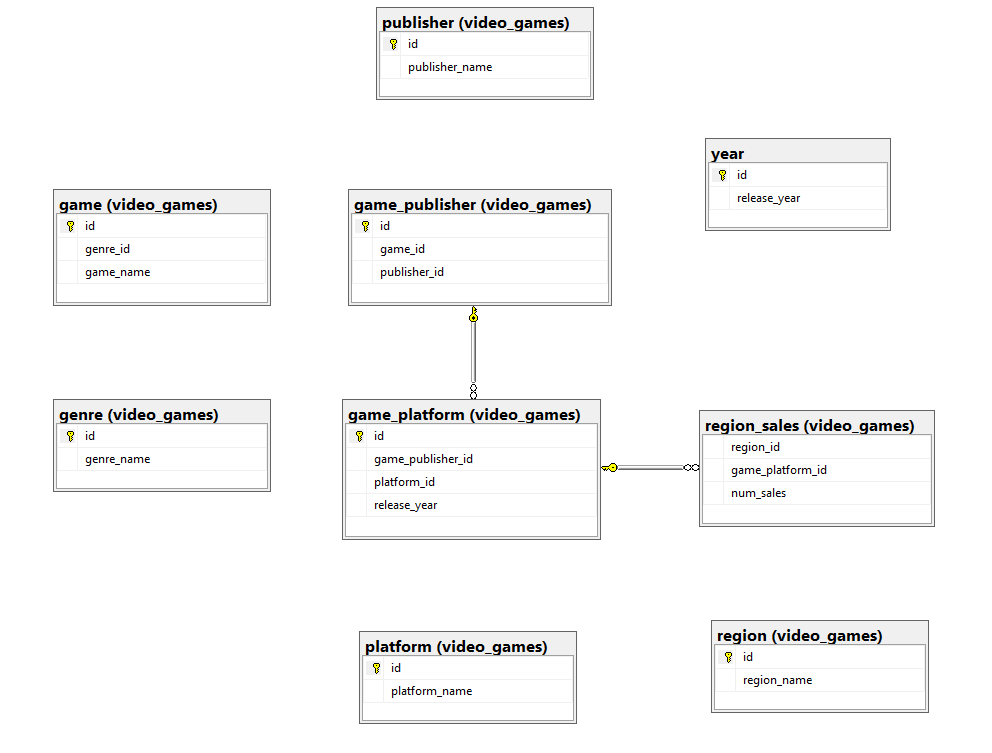 publisher (video_games)
id
publisher_name
year
id
release_year
game (video_games)
id
genre_id
game_name
game_publisher (video_games)
id
game_id
publisher_id
genre (video_games)
id
genre_name
game_platform (video_games)
id
game_publisher_id
platform_id
release_year
region_sales (video_games)
region_id
game_platform_id
num_sales
platform (video_games)
id
platform_name
region (video_games)
id
region_name